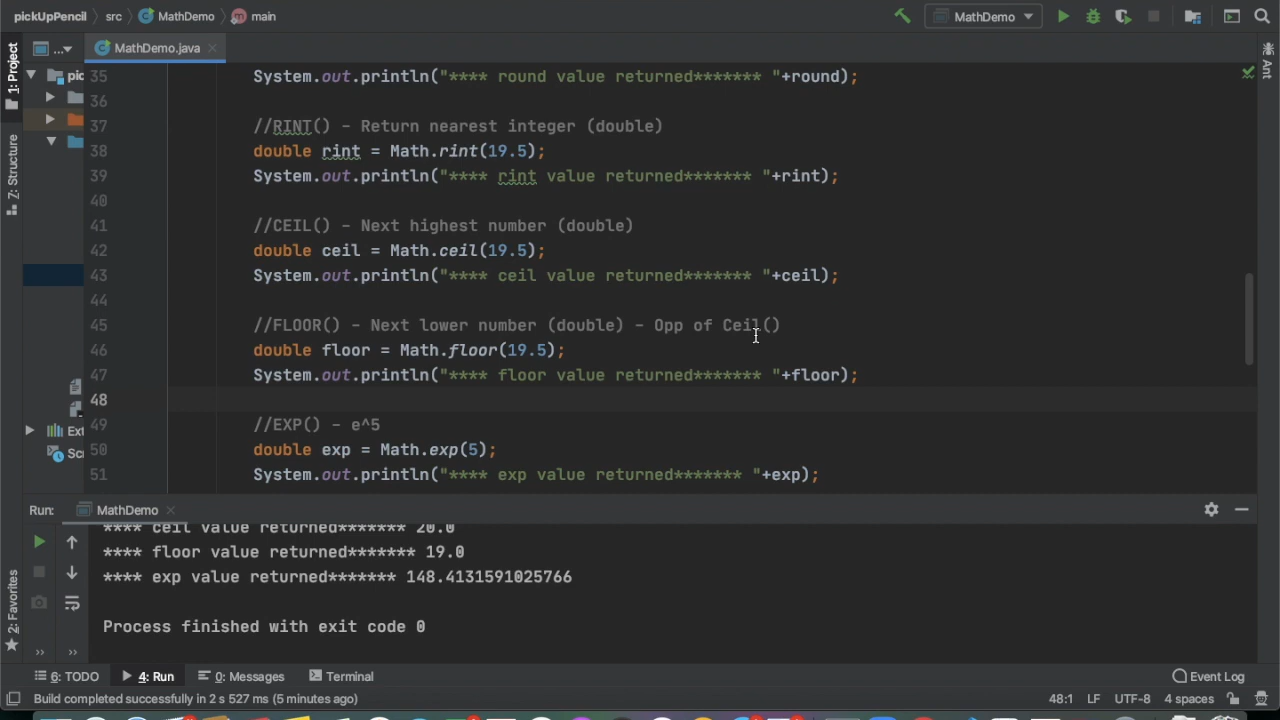 pickUpPencil src MathDemo main
MathDemo
1: Project
... MathDemo.java
Ant
Z: Structure
35 System.out.println("**** round value returned******* "+round);
36
37 //RINT() - Return nearest integer (double)
38 double rint = Math.rint(19.5);
39 System.out.println("**** rint value returned******* "+rint);
40
41 //CEIL() - Next highest number (double)
42 double ceil = Math.ceil(19.5);
43 System.out.println("**** ceil value returned******* "+ceil);
44
45 //FLOOR() - Next lower number (double) - Opp of Ceil()
46 double floor = Math.floor(19.5);
47 System.out.println("**** floor value returned******* "+floor);
48
49 //EXP() - e^5
50 double exp = Math.exp(5);
51 System.out.println("**** exp value returned******* "+exp);
pic
Ext
Scr
Run: MathDemo
**** ceil value returned******* 20.0
**** floor value returned******* 19.0
**** exp value returned******* 148.4131591025766
Process finished with exit code 0
2: Favorites
6: TODO 4: Run 0: Messages Terminal Event Log
Build completed successfully in 2 s 527 ms (5 minutes ago) 48:1 LF UTF-8 4 spaces